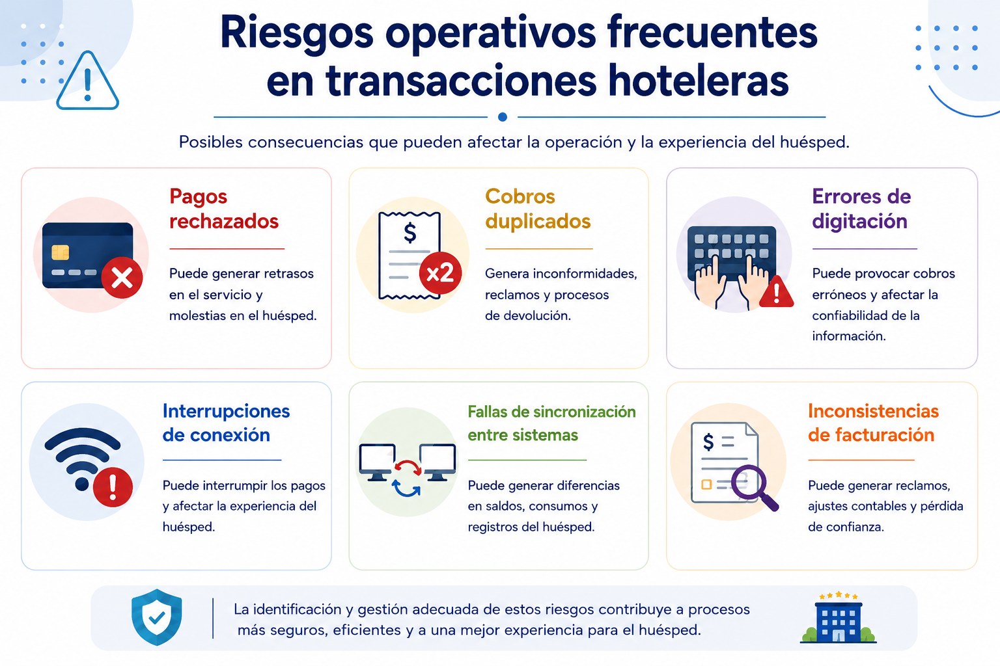 Riesgos operativos frecuentes
en transacciones hoteleras
Posibles consecuencias que pueden afectar la operación y la experiencia del huésped.
Pagos
rechazados
Puede generar retrasos
en el servicio y
molestias en el huésped.
$
x2
Cobros
duplicados
Genera inconformidades,
reclamos y procesos
de devolución.
Errores de
digitación
Puede provocar cobros
erróneos y afectar la
confiabilidad de la
información.
Interrupciones
de conexión
Puede interrumpir los pagos
y afectar la experiencia del
huésped.
Fallas de sincronización
entre sistemas
Puede generar diferencias
en saldos, consumos y
registros del huésped.
$
Inconsistencias
de facturación
Puede generar reclamos,
ajustes contables y pérdida
de confianza.
La identificación y gestión adecuada de estos riesgos contribuye a procesos
más seguros, eficientes y a una mejor experiencia para el huésped.